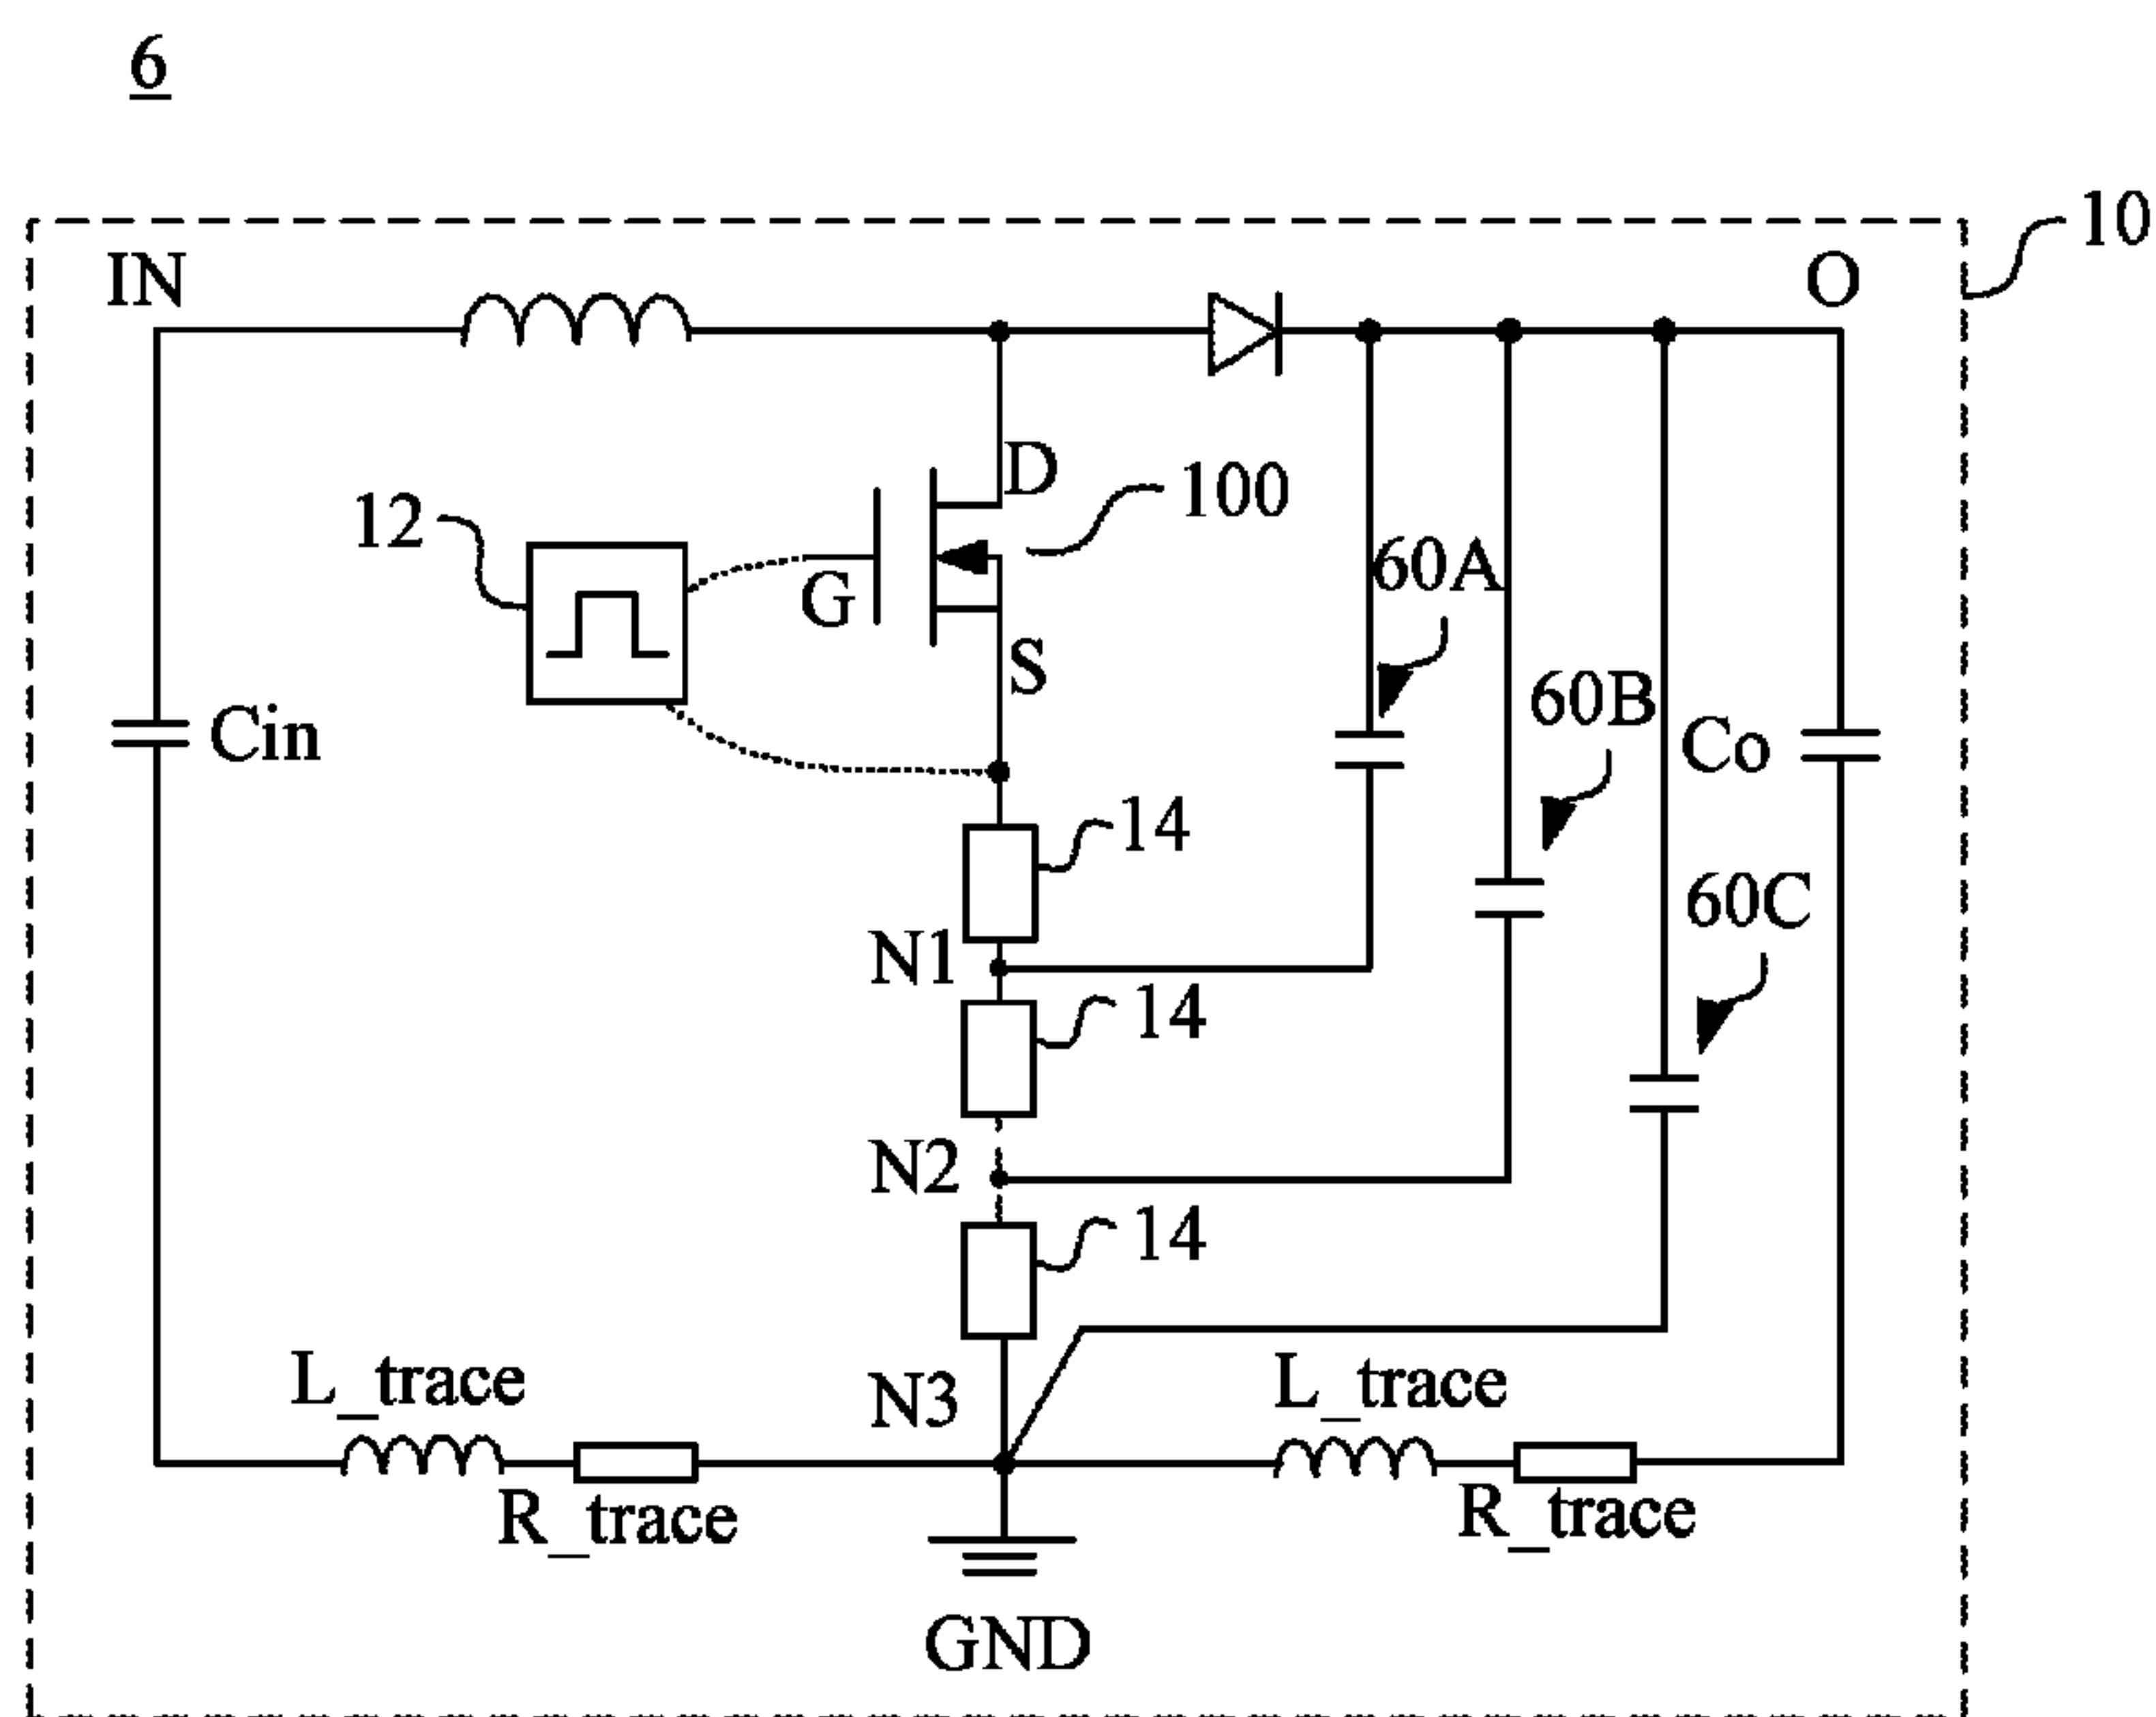 6
10
IN
O
D
100
12
G
60A
S
60B
Cin
Co
14
60C
N1
14
N2
14
N3
L_trace
L_trace
R_trace
R_trace
GND